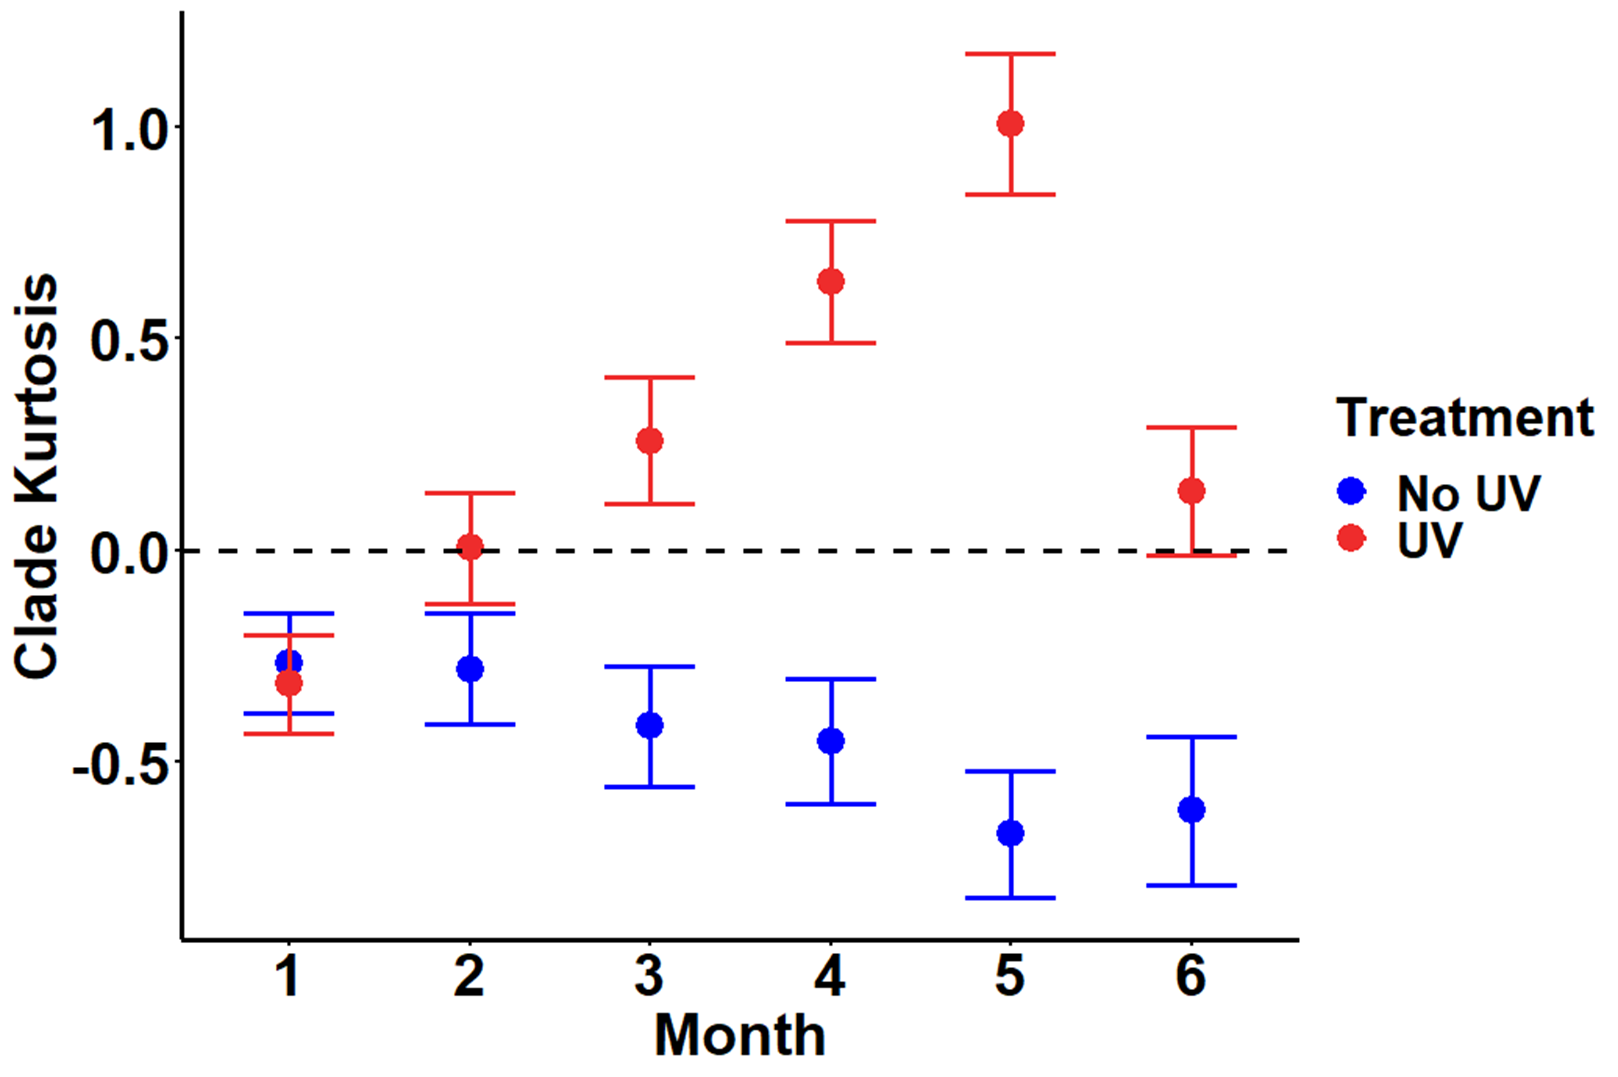 Clade Kurtosis
1.0
0.5
0.0
-0.5
1 2 3 4 5 6
Month
Treatment
No UV
UV